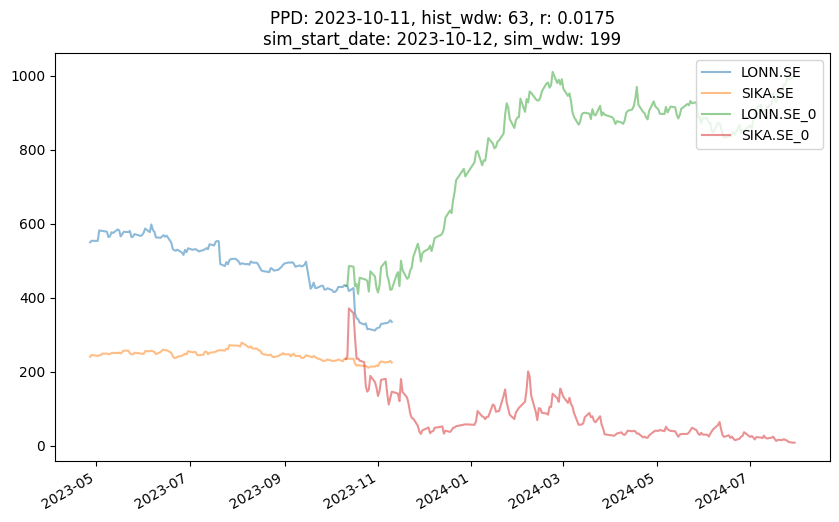 PPD: 2023-10-11, hist_wdw: 63, r: 0.0175
sim_start_date: 2023-10-12, sim_wdw: 199
LONN.SE
SIKA.SE
LONN.SE_0
SIKA.SE_0
1000
800
600
400
200
0
2023-05
2023-07
2023-09
2023-11
2024-01
2024-03
2024-05
2024-07